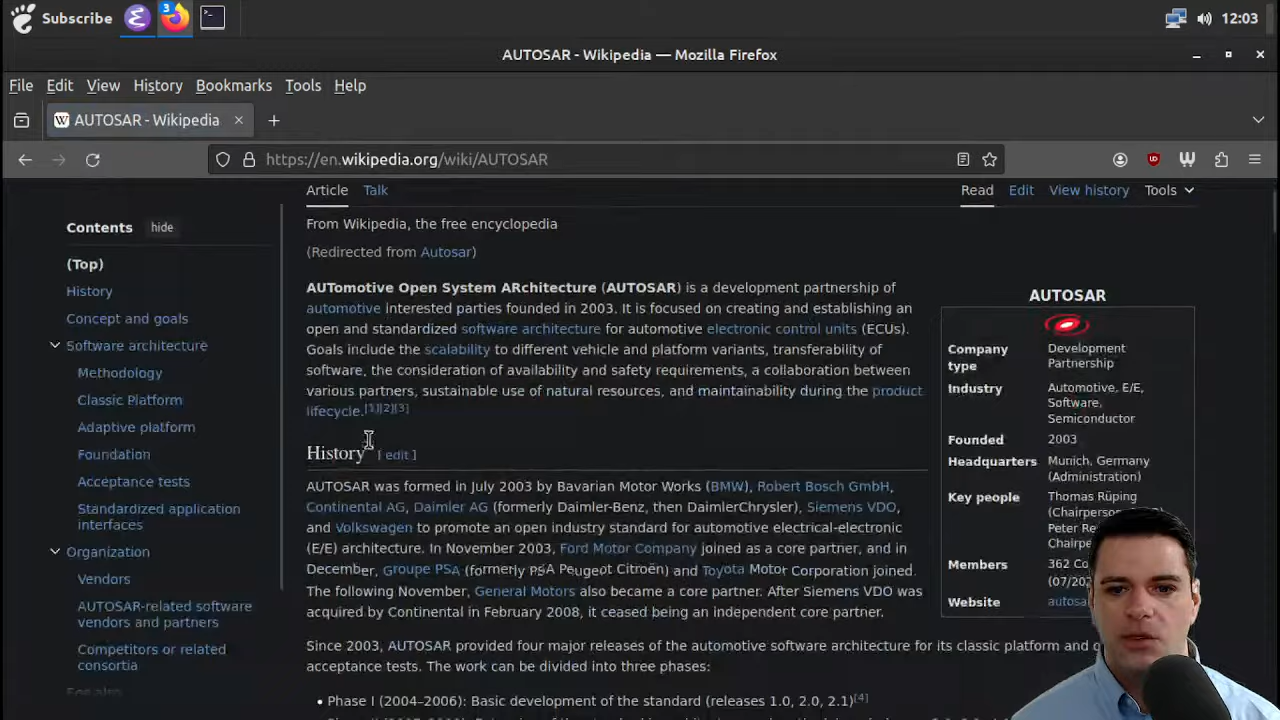 Subscribe
3
12:03
AUTOSAR - Wikipedia — Mozilla Firefox
File Edit View History Bookmarks Tools Help
W AUTOSAR - Wikipedia
https://en.wikipedia.org/wiki/AUTOSAR
Article Talk Read Edit View history Tools
Contents hide
(Top)
History
Concept and goals
Software architecture
Methodology
Classic Platform
Adaptive platform
Foundation
Acceptance tests
Standardized application
interfaces
Organization
Vendors
AUTOSAR-related software
vendors and partners
Competitors or related
consortia
See also
From Wikipedia, the free encyclopedia
(Redirected from Autosar)
AUTomotive Open System ARchitecture (AUTOSAR) is a development partnership of
automotive interested parties founded in 2003. It is focused on creating and establishing an
open and standardized software architecture for automotive electronic control units (ECUs).
Goals include the scalability to different vehicle and platform variants, transferability of
software, the consideration of availability and safety requirements, a collaboration between
various partners, sustainable use of natural resources, and maintainability during the product
lifecycle.[1][2][3]
History [ edit ]
AUTOSAR was formed in July 2003 by Bavarian Motor Works (BMW), Robert Bosch GmbH,
Continental AG, Daimler AG (formerly Daimler-Benz, then DaimlerChrysler), Siemens VDO,
and Volkswagen to promote an open industry standard for automotive electrical-electronic
(E/E) architecture. In November 2003, Ford Motor Company joined as a core partner, and in
December, Groupe PSA (formerly PSA Peugeot Citroën) and Toyota Motor Corporation joined.
The following November, General Motors also became a core partner. After Siemens VDO was
acquired by Continental in February 2008, it ceased being an independent core partner.
Since 2003, AUTOSAR provided four major releases of the automotive software architecture for its classic platform and
acceptance tests. The work can be divided into three phases:
• Phase I (2004–2006): Basic development of the standard (releases 1.0, 2.0, 2.1)[4]
AUTOSAR
Company
type
Development
Partnership
Industry
Automotive, E/E,
Software,
Semiconductor
Founded 2003
Headquarters
Munich, Germany
(Administration)
Key people
Thomas Rüping
(Chairperso
Peter Re
Chairpe
Members
362 Co
(07/20
Website autosa